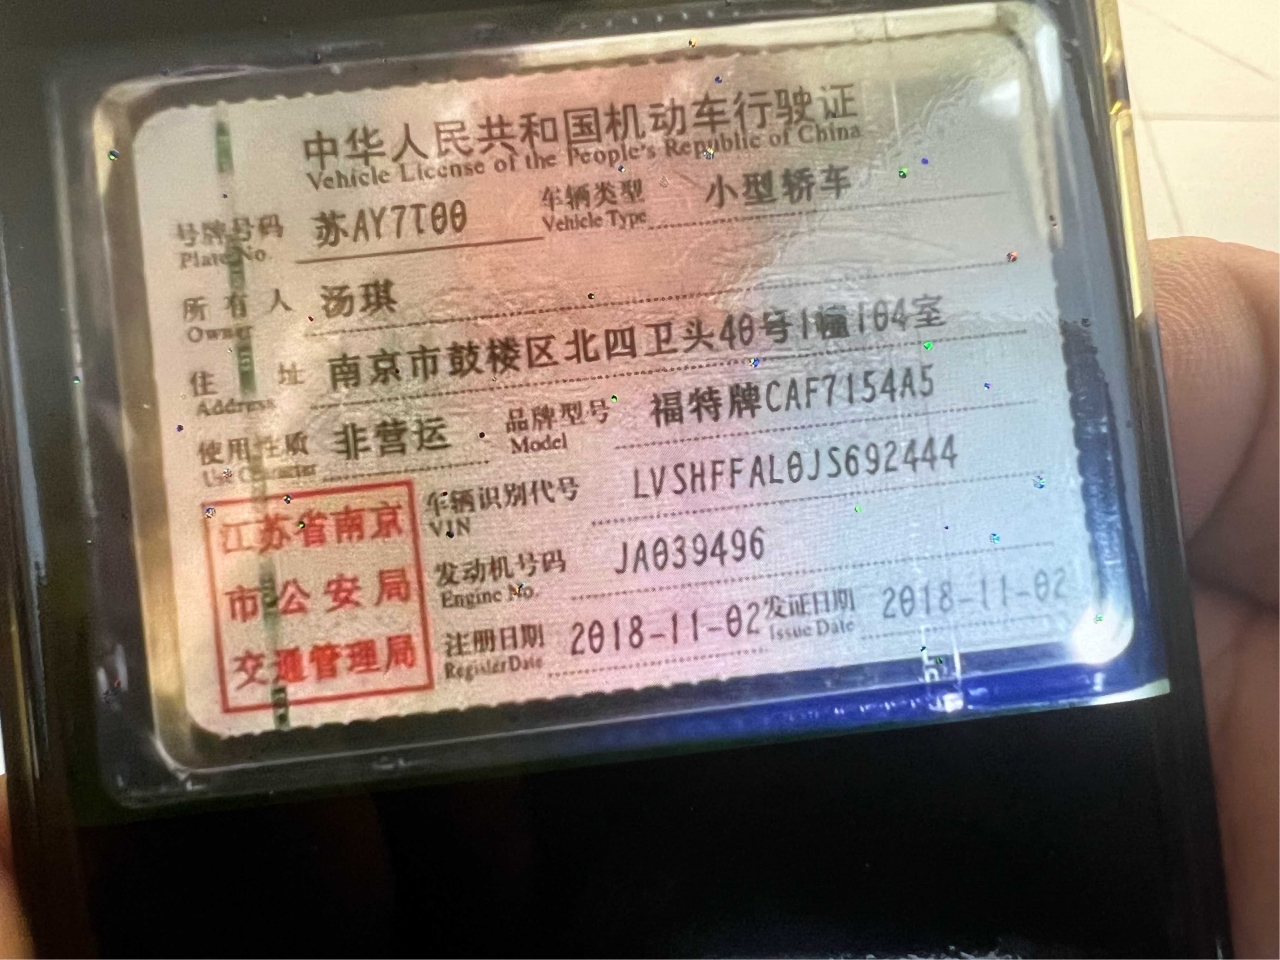 中华人民共和国机动车行驶证
Vehicle License of the People's Republic of China
号牌号码 苏AY7T00 车辆类型 小型轿车
Plate No. Vehicle Type
所有人 汤琪
Owner
住址 南京市鼓楼区北四卫头40号1幢104室
Address
使用性质 非营运 品牌型号 福特牌CAF7154A5
Use Character Model
车辆识别代号 LVSHFFAL0JS692444
VIN
发动机号码 JA039496
Engine No.
注册日期 2018-11-02 发证日期 2018-11-02
Register Date Issue Date
江苏省南京
市公安局
交通管理局